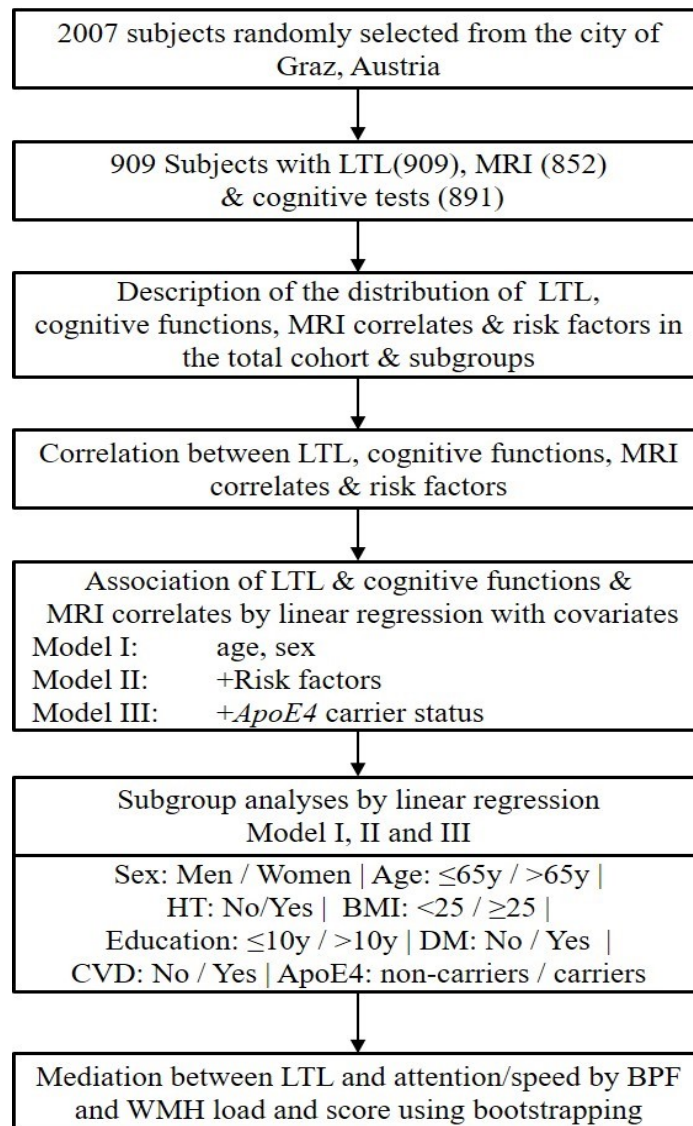 2007 subjects randomly selected from the city of
Graz, Austria
909 Subjects with LTL(909), MRI (852)
& cognitive tests (891)
Description of the distribution of LTL,
cognitive functions, MRI correlates & risk factors in
the total cohort & subgroups
Correlation between LTL, cognitive functions, MRI
correlates & risk factors
Association of LTL & cognitive functions &
MRI correlates by linear regression with covariates
Model I: age, sex
Model II: +Risk factors
Model III: +ApoE4 carrier status
Subgroup analyses by linear regression
Model I, II and III
Sex: Men / Women | Age: ≤65y / >65y |
HT: No/Yes | BMI: <25 / ≥25 |
Education: ≤10y / >10y | DM: No / Yes |
CVD: No / Yes | ApoE4: non-carriers / carriers
Mediation between LTL and attention/speed by BPF
and WMH load and score using bootstrapping